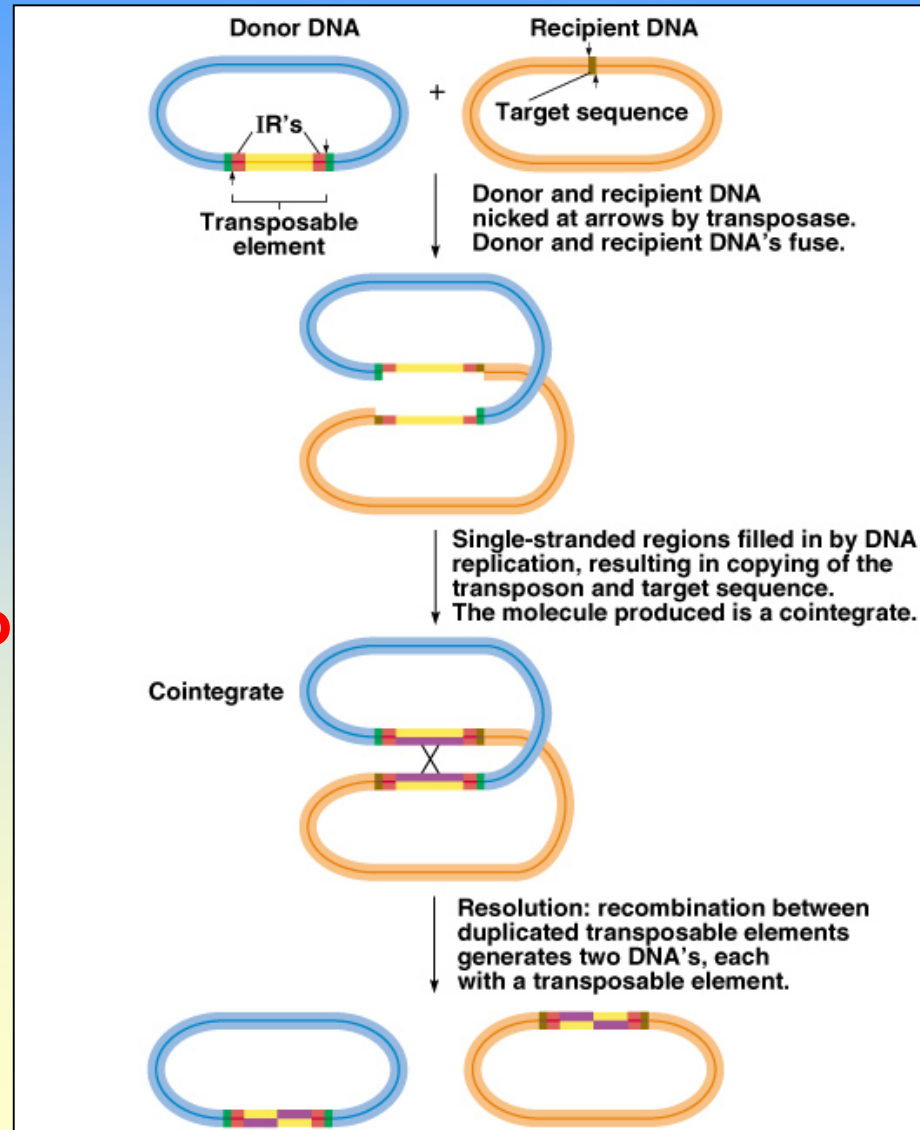 Donor DNA
Recipient DNA
+
IR's
Target sequence
Transposable
element
Donor and recipient DNA
nicked at arrows by transposase.
Donor and recipient DNA's fuse.
Single-stranded regions filled in by DNA
replication, resulting in copying of the
transposon and target sequence.
The molecule produced is a cointegrate.
Cointegrate
Resolution: recombination between
duplicated transposable elements
generates two DNA's, each
with a transposable element.